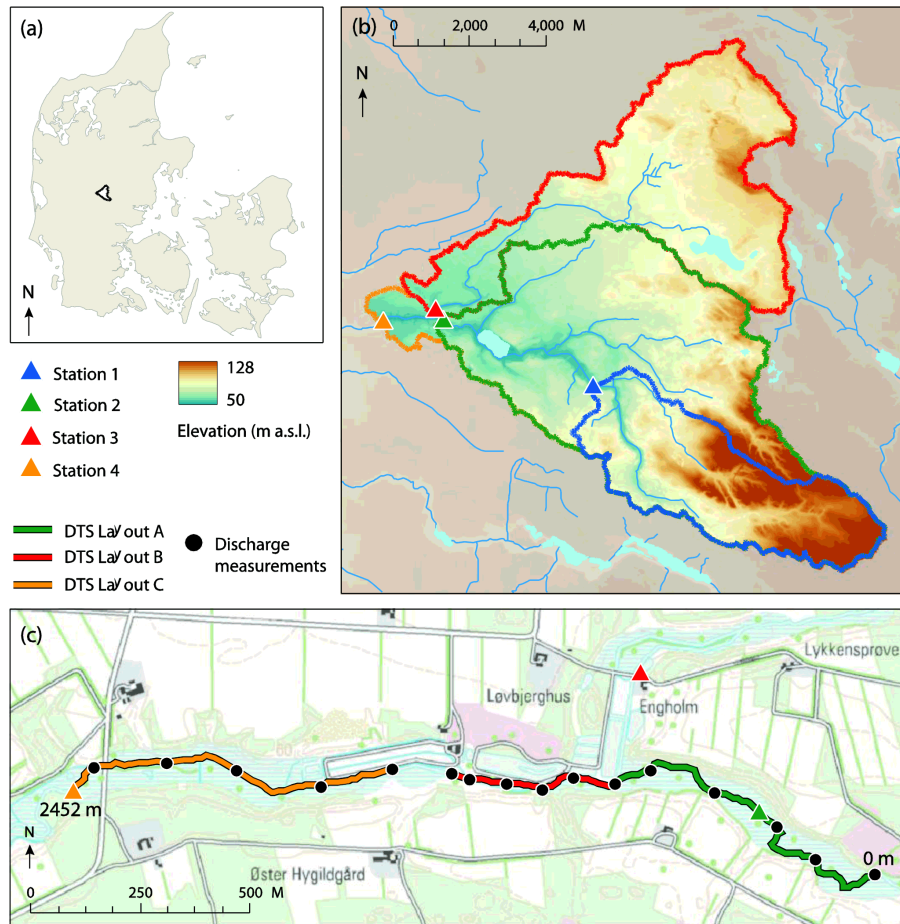 (a)
N
(b)
0 2,000 4,000 M
N
Station 1
Station 2
Station 3
Station 4
128
50
Elevation (m a.s.l.)
DTS Layout A
DTS Layout B
DTS Layout C
Discharge
measurements
(c)
Lykkensprøve
Løvbjerghus
Engholm
60
2452 m
0 m
N
Øster Hygildgård
0 250 500 M